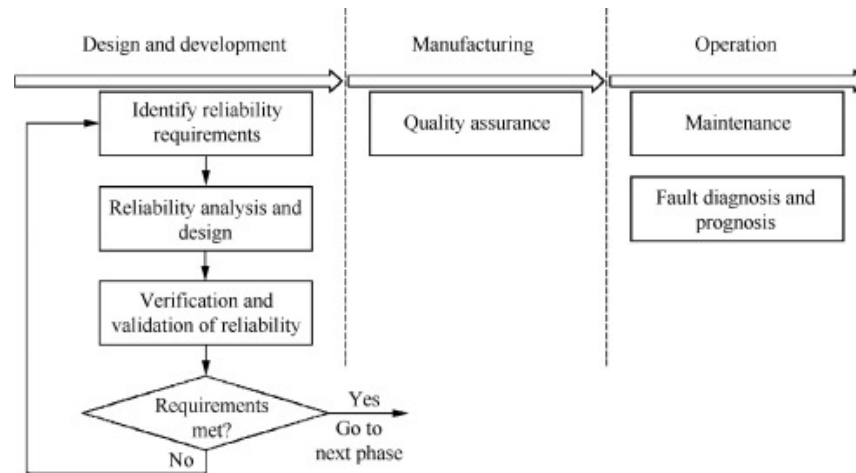 Design and development
Manufacturing
Operation
Identify reliability
requirements
Quality assurance
Maintenance
Reliability analysis and
design
Fault diagnosis and
prognosis
Verification and
validation of reliability
Requirements
met?
Yes
Go to
next phase
No